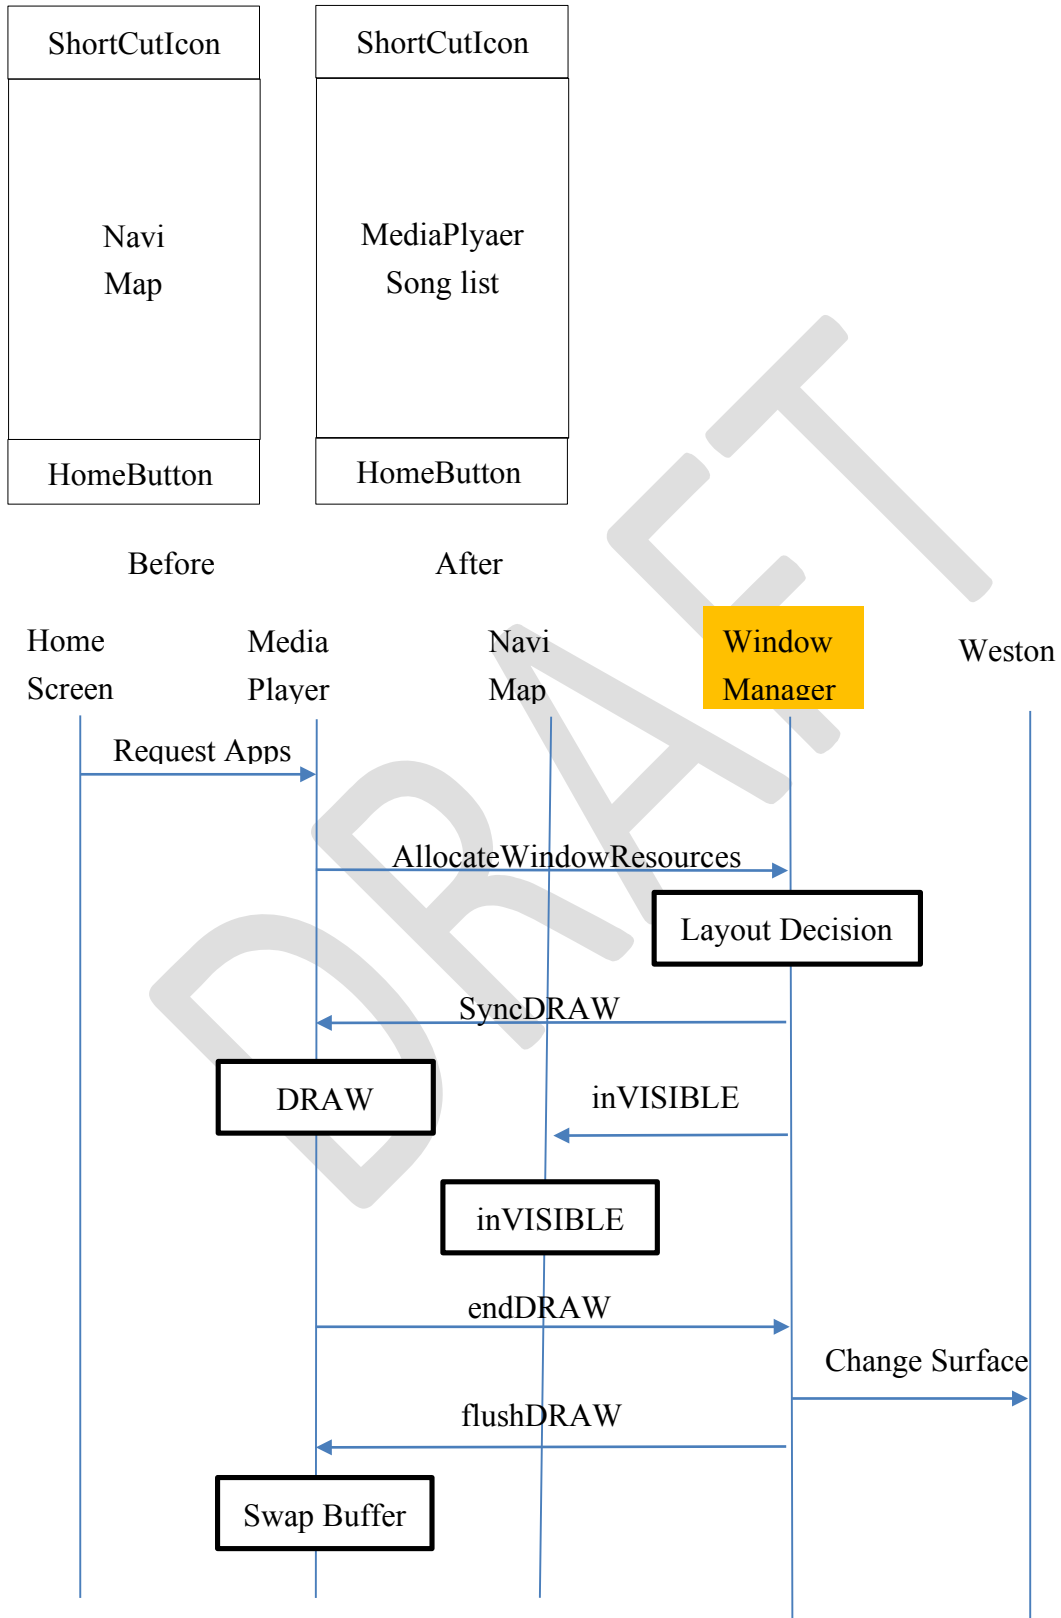 ShortCutIcon
ShortCutIcon
Navi
Map
MediaPlyaer
Song list
HomeButton
HomeButton
Before
After
Home
Screen
Media
Player
Navi
Map
Window
Manager
Weston
Request Apps
AllocateWindowResources
Layout Decision
SyncDRAW
DRAW
inVISIBLE
inVISIBLE
endDRAW
Change Surface
flushDRAW
Swap Buffer
DRAFT